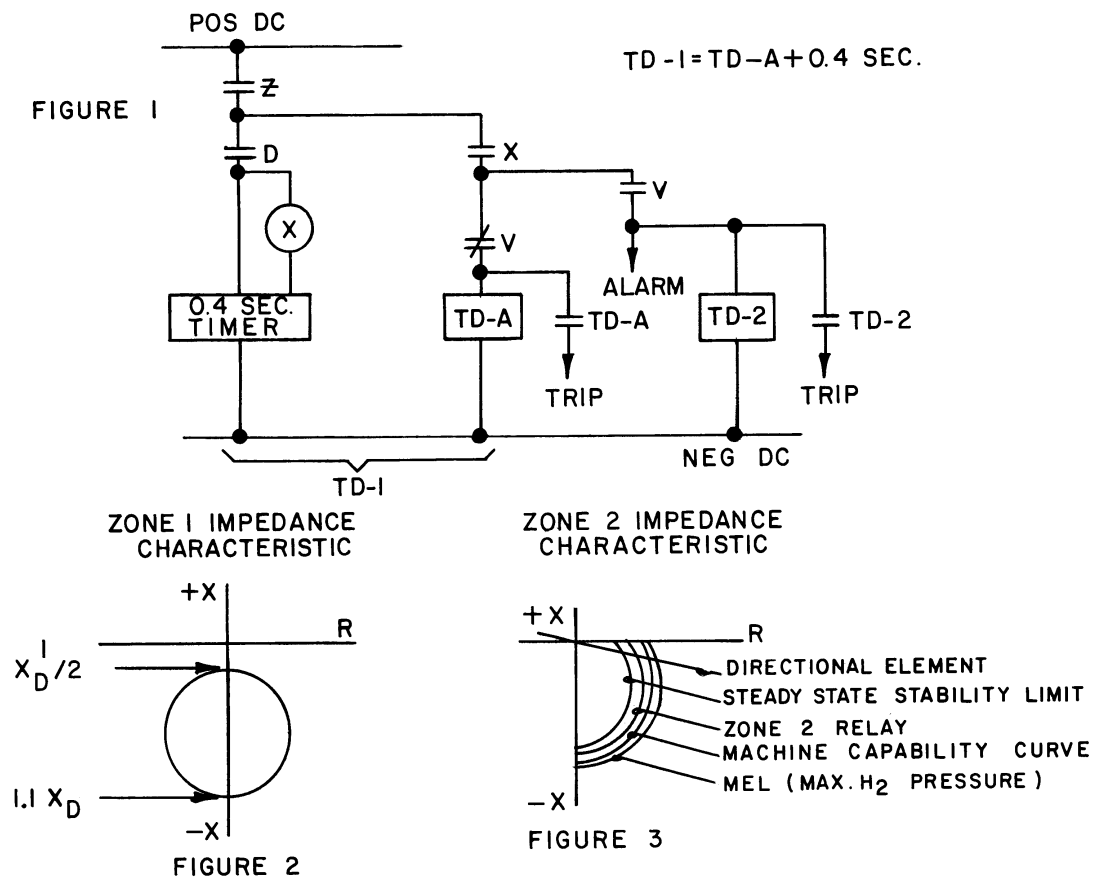 POS DC
TD-1=TD-A+0.4 SEC.
FIGURE 1
Z
D
X
X
V
V
ALARM
0.4 SEC.
TIMER
TD-A
TD-A
TD-2
TD-2
TRIP
TRIP
NEG DC
TD-1
ZONE 1 IMPEDANCE
CHARACTERISTIC
+X
R
X'D/2
1.1 XD
-X
FIGURE 2
ZONE 2 IMPEDANCE
CHARACTERISTIC
+X
R
DIRECTIONAL ELEMENT
STEADY STATE STABILITY LIMIT
ZONE 2 RELAY
MACHINE CAPABILITY CURVE
MEL (MAX. H2 PRESSURE)
-X
FIGURE 3